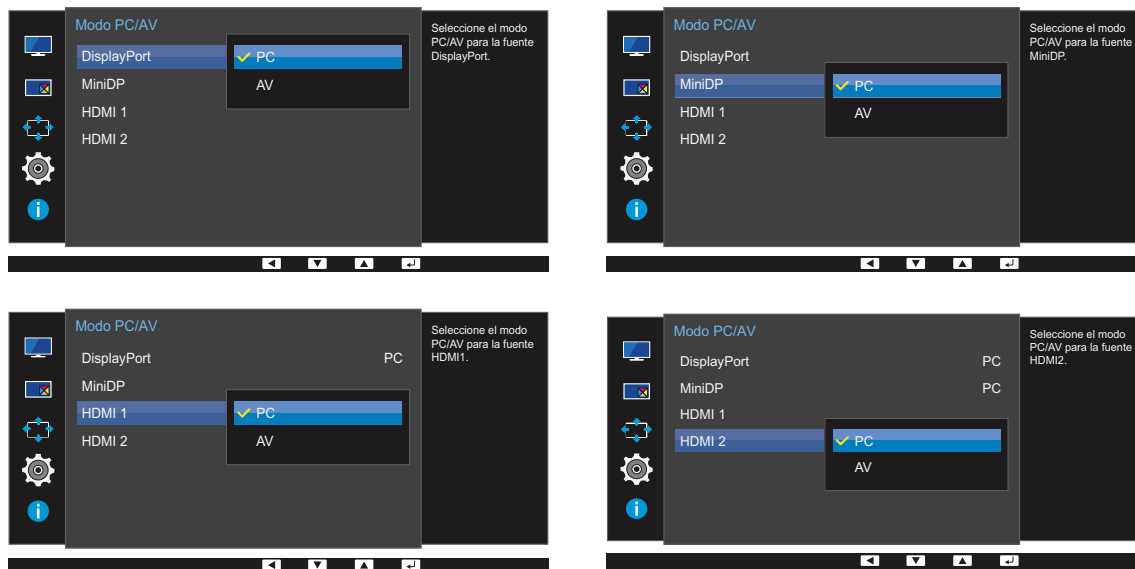 Modo PC/AV
DisplayPort
PC
MiniDP
AV
HDMI 1
HDMI 2
Seleccione el modo
PC/AV para la fuente
DisplayPort.
Modo PC/AV
DisplayPort
MiniDP
PC
HDMI 1
AV
HDMI 2
Seleccione el modo
PC/AV para la fuente
MiniDP.
Modo PC/AV
DisplayPort PC
MiniDP
HDMI 1
PC
HDMI 2
AV
Seleccione el modo
PC/AV para la fuente
HDMI1.
Modo PC/AV
DisplayPort PC
MiniDP PC
HDMI 1
HDMI 2
PC
AV
Seleccione el modo
PC/AV para la fuente
HDMI2.